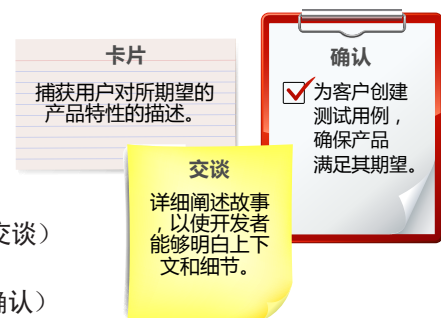 卡片
捕获用户对所期望的
产品特性的描述。
确认
为客户创建
测试用例，
确保产品
满足其期望。
交谈
详细阐述故事
，以使开发者
能够明白上下
文和细节。
交谈）
确认）